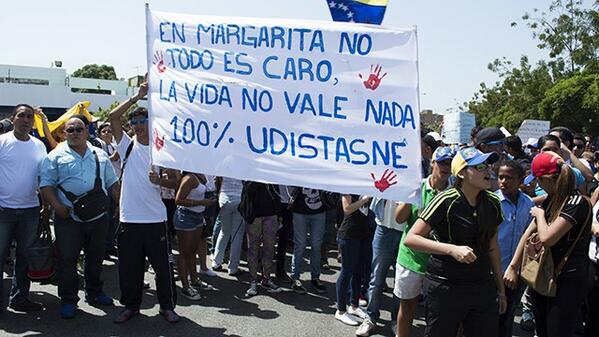 EN MARGARITA NO
TODO ES CARO,
LA VIDA NO VALE NADA
100% UDISTASNE